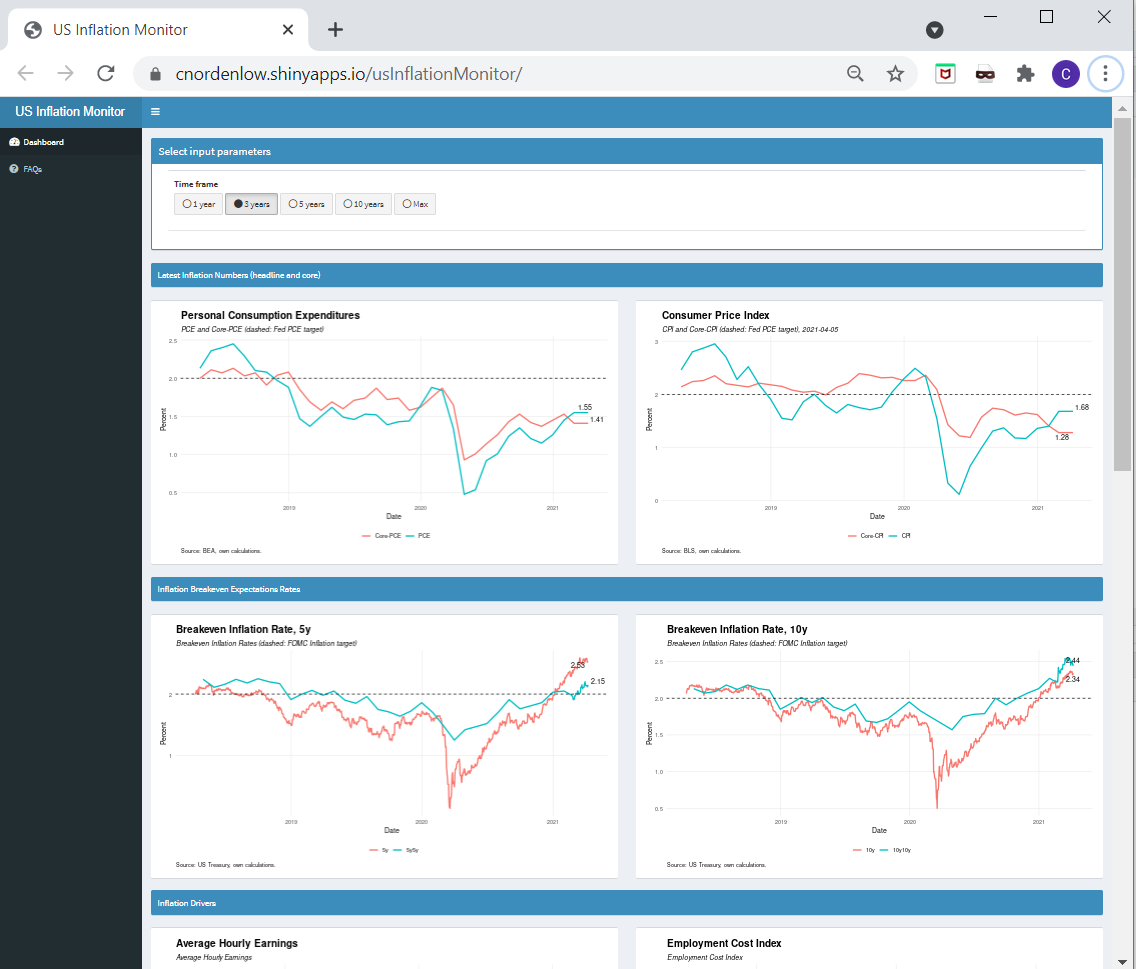 US Inflation Monitor
cnordenlow.shinyapps.io/usInflationMonitor/
C
US Inflation Monitor
Dashboard
FAQs
Select input parameters
Time frame
1 year 3 years 5 years 10 years Max
Latest Inflation Numbers (headline and core)
Personal Consumption Expenditures
PCE and Core-PCE (dashed: Fed PCE target)
2.5
2.0
1.5
1.0
0.5
Percent
1.55
1.41
2019 2020 2021
Date
Core-PCE PCE
Source: BEA, own calculations.
Consumer Price Index
CPI and Core-CPI (dashed: Fed PCE target), 2021-04-05
3
2
1
0
Percent
1.68
1.28
2019 2020 2021
Date
Core-CPI CPI
Source: BLS, own calculations.
Inflation Breakeven Expectations Rates
Breakeven Inflation Rate, 5y
Breakeven Inflation Rates (dashed: FOMC Inflation target)
2
1
Percent
2.53
2.15
2019 2020 2021
Date
5y 5y5y
Source: US Treasury, own calculations.
Breakeven Inflation Rate, 10y
Breakeven Inflation Rates (dashed: FOMC Inflation target)
2.5
2.0
1.5
1.0
0.5
Percent
2.44
2.34
2019 2020 2021
Date
10y 10y10y
Source: US Treasury, own calculations.
Inflation Drivers
Average Hourly Earnings
Average Hourly Earnings
Employment Cost Index
Employment Cost Index